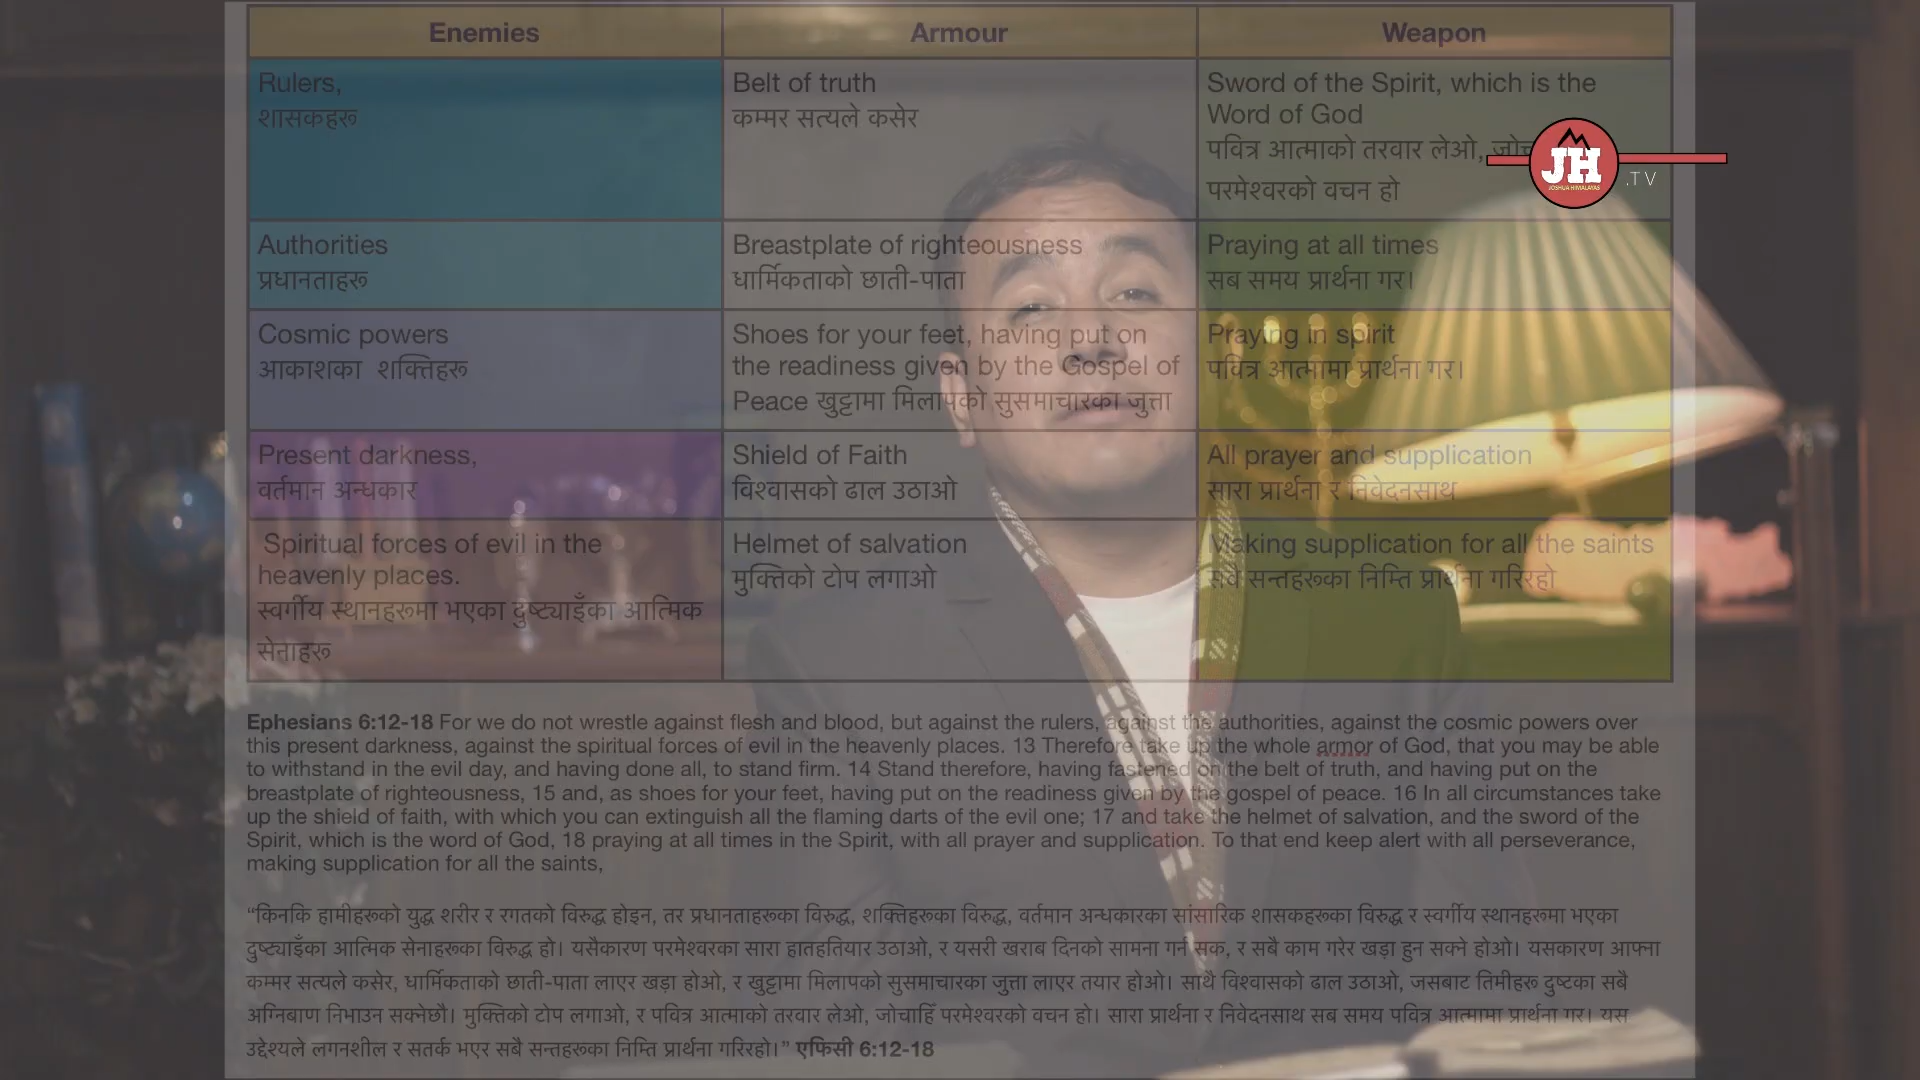 Enemies
Armour
Weapon
Rulers,
शासकहरू
Belt of truth
कम्मर सत्यले कसेर
Sword of the Spirit, which is the
Word of God
पवित्र आत्माको तरवार लेओ,
परमेश्वरको वचन हो
JH
JOSHUA HIMALAYAS
.TV
Authorities
प्रधानताहरू
Breastplate of righteousness
धार्मिकताको छाती-पाता
Praying at all times
सब समय प्रार्थना गर।
Cosmic powers
आकाशका शक्तिहरू
Shoes for your feet, having put on
the readiness given by the Gospel of
Peace खुट्टामा मिलापको सुसमाचारका जुत्ता
Praying in spirit
पवित्र आत्मामा प्रार्थना गर।
Present darkness,
वर्तमान अन्धकार
Shield of Faith
विश्वासको ढाल उठाओ
All prayer and supplication
सारा प्रार्थना र निवेदनसाथ
Spiritual forces of evil in the
heavenly places.
स्वर्गीय स्थानहरूमा भएका दुष्ट्याइँका आत्मिक
सेनाहरू
Helmet of salvation
मुक्तिको टोप लगाओ
Making supplication for all the saints
सबै सन्तहरूका निम्ति प्रार्थना गरिरहो
Ephesians 6:12-18 For we do not wrestle against flesh and blood, but against the rulers, against the authorities, against the cosmic powers over
this present darkness, against the spiritual forces of evil in the heavenly places. 13 Therefore take up the whole armor of God, that you may be able
to withstand in the evil day, and having done all, to stand firm. 14 Stand therefore, having fastened on the belt of truth, and having put on the
breastplate of righteousness, 15 and, as shoes for your feet, having put on the readiness given by the gospel of peace. 16 In all circumstances take
up the shield of faith, with which you can extinguish all the flaming darts of the evil one; 17 and take the helmet of salvation, and the sword of the
Spirit, which is the word of God, 18 praying at all times in the Spirit, with all prayer and supplication. To that end keep alert with all perseverance,
making supplication for all the saints,
“किनकि हामीहरूको युद्ध शरीर र रगतको विरुद्ध होइन, तर प्रधानताहरूका विरुद्ध, शक्तिहरूका विरुद्ध, वर्तमान अन्धकारका सांसारिक शासकहरूका विरुद्ध र स्वर्गीय स्थानहरूमा भएका
दुष्ट्याइँका आत्मिक सेनाहरूका विरुद्ध हो। यसैकारण परमेश्वरका सारा हातहतियार उठाओ, र यसरी खराब दिनको सामना गर्न सक, र सबै काम गरेर खड़ा हुन सक्ने होओ। यसकारण आफ्ना
कम्मर सत्यले कसेर, धार्मिकताको छाती-पाता लाएर खड़ा होओ, र खुट्टामा मिलापको सुसमाचारका जुत्ता लाएर तयार होओ। साथै विश्वासको ढाल उठाओ, जसबाट तिमीहरू दुष्टका सबै
अग्निबाण निभाउन सक्नेछौ। मुक्तिको टोप लगाओ, र पवित्र आत्माको तरवार लेओ, जोचाहिँ परमेश्वरको वचन हो। सारा प्रार्थना र निवेदनसाथ सब समय पवित्र आत्मामा प्रार्थना गर। यस
उद्देश्यले लगनशील र सतर्क भएर सबै सन्तहरूका निम्ति प्रार्थना गरिरहो।” एफिसी 6:12-18